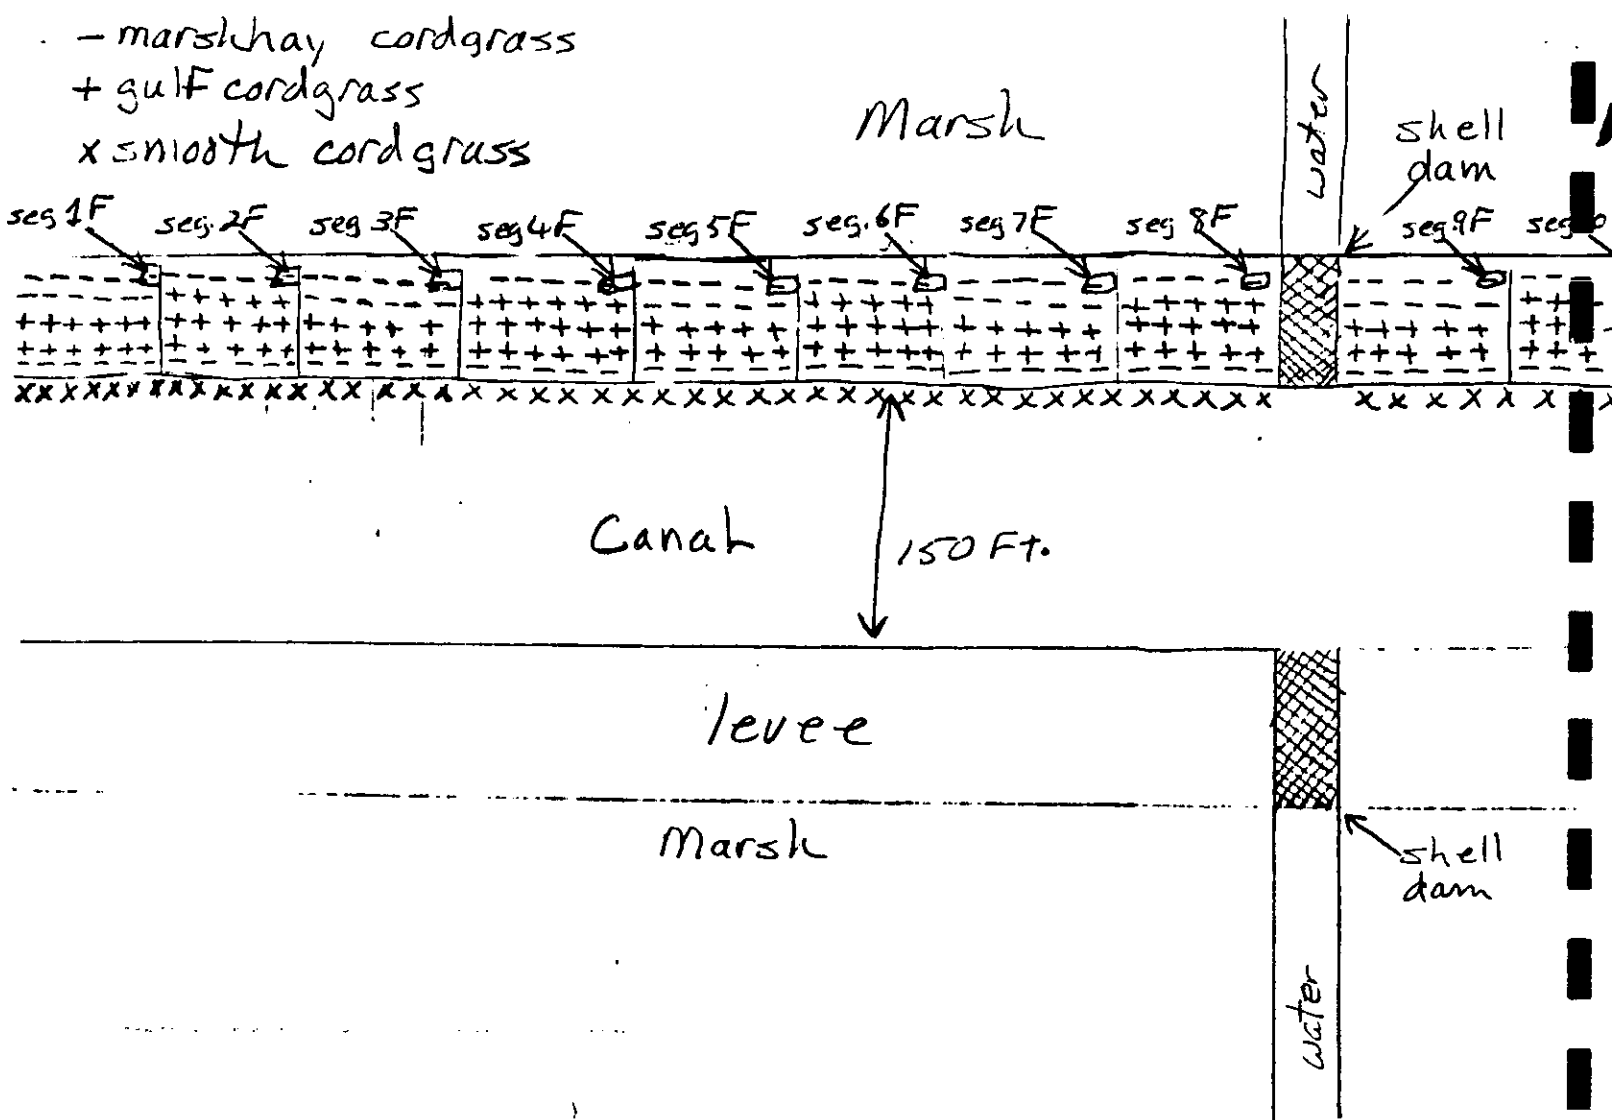 - marshhay cordgrass
+ gulf cordgrass
x smooth cordgrass
Marsh
water
shell
dam
seg 1F
seg. 2F
seg 3F
seg 4F
seg 5F
seg. 6F
seg 7F
seg 8F
seg. 9F
Canal
150 Ft.
levee
Marsh
shell
dam
water